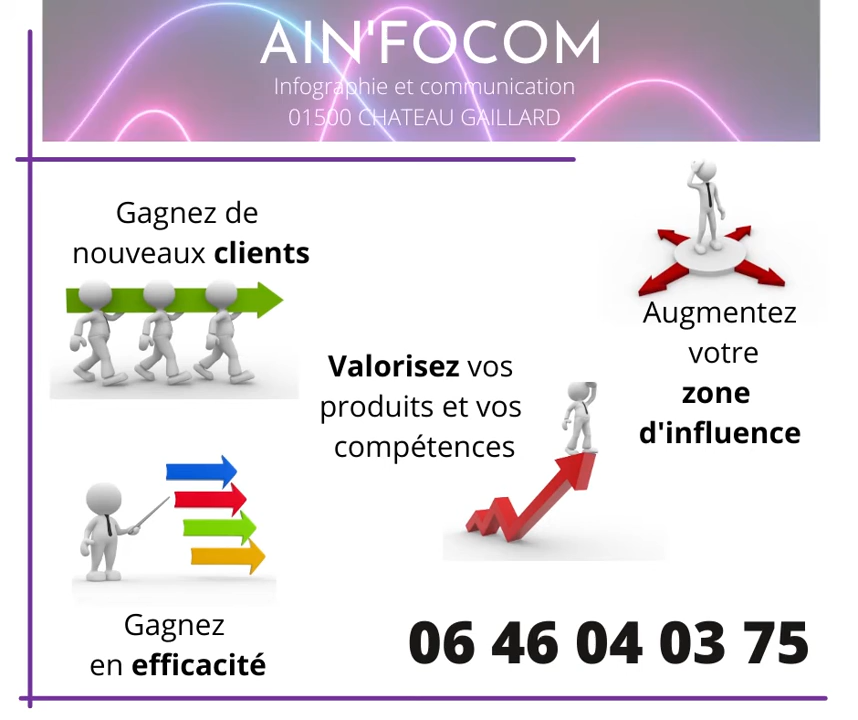 AIN'FOCOM
Infographie et communication
01500 CHATEAU GAILLARD
Gagnez de
nouveaux clients
Augmentez
votre
zone
d'influence
Valorisez vos
produits et vos
compétences
Gagnez
en efficacité
06 46 04 03 75